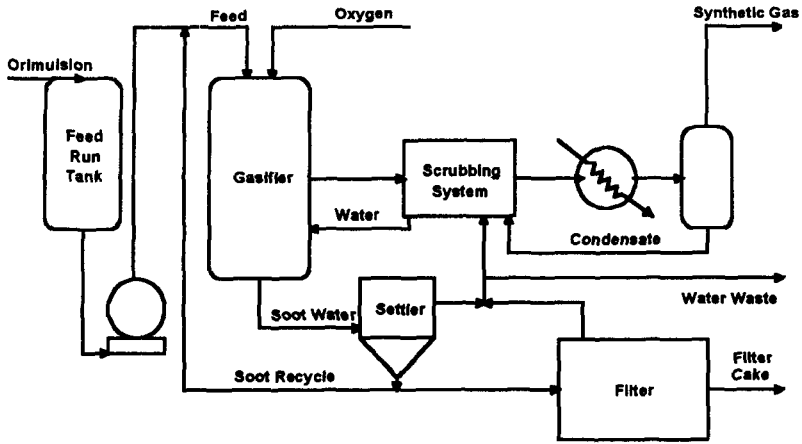 Feed
Oxygen
Synthetic Gas
Orimulsion
Feed
Run
Tank
Gasifier
Scrubbing
System
Water
Condensate
Soot Water
Settler
Water Waste
Soot Recycle
Filter
Filter
Cake